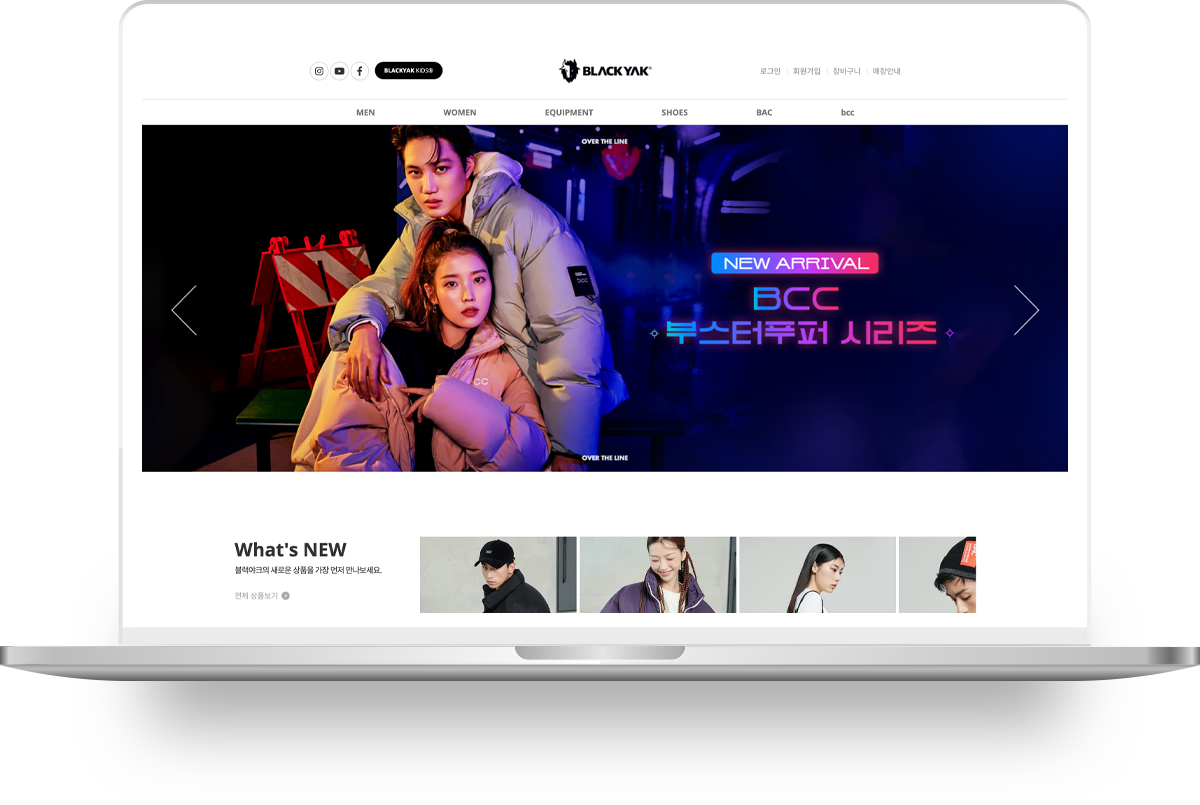 BLACKYAK KIDS®
BLACKYAK®
로그인
회원가입
장바구니
매장안내
MEN
WOMEN
EQUIPMENT
SHOES
BAC
bcc
OVER THE LINE
bcc
NEW ARRIVAL
BCC
부스터푸퍼 시리즈
CC
OVER THE LINE
What's NEW
블랙야크의 새로운 상품을 가장 먼저 만나보세요.
전체 상품보기